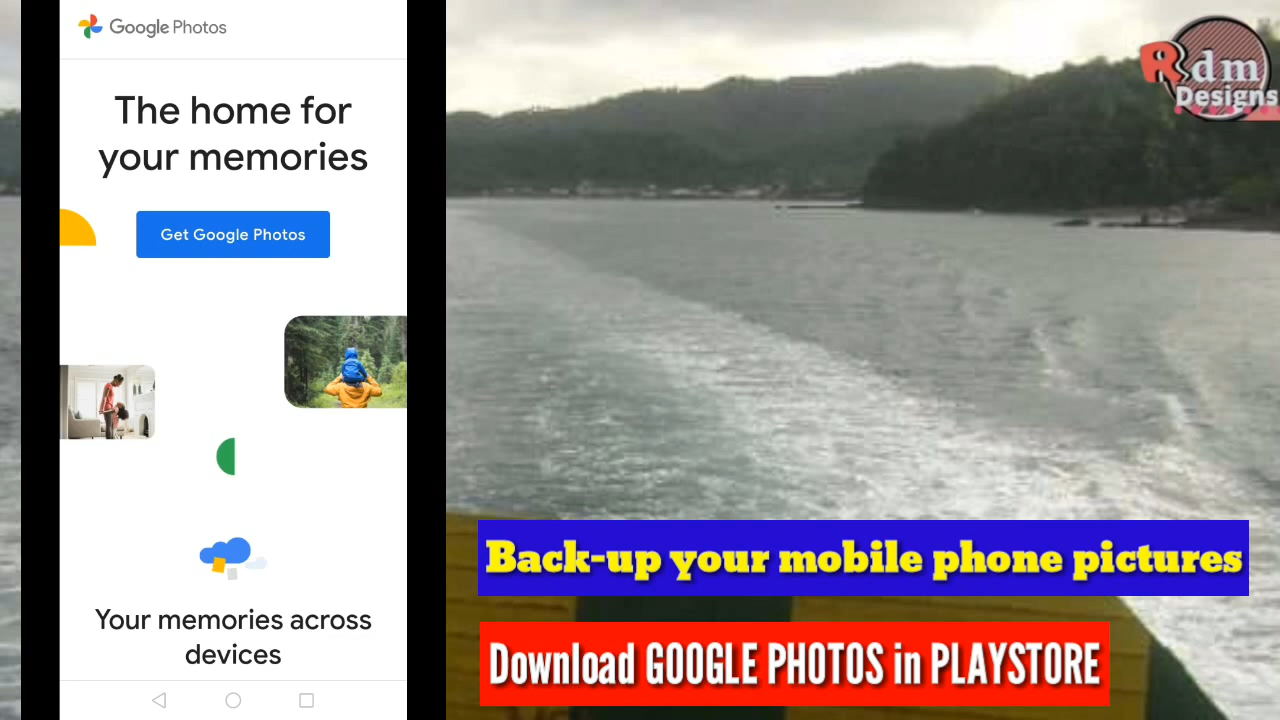 Google Photos
The home for
your memories
Get Google Photos
Your memories across
devices
Rdm
Designs
Back-up your mobile phone pictures
Download GOOGLE PHOTOS in PLAYSTORE